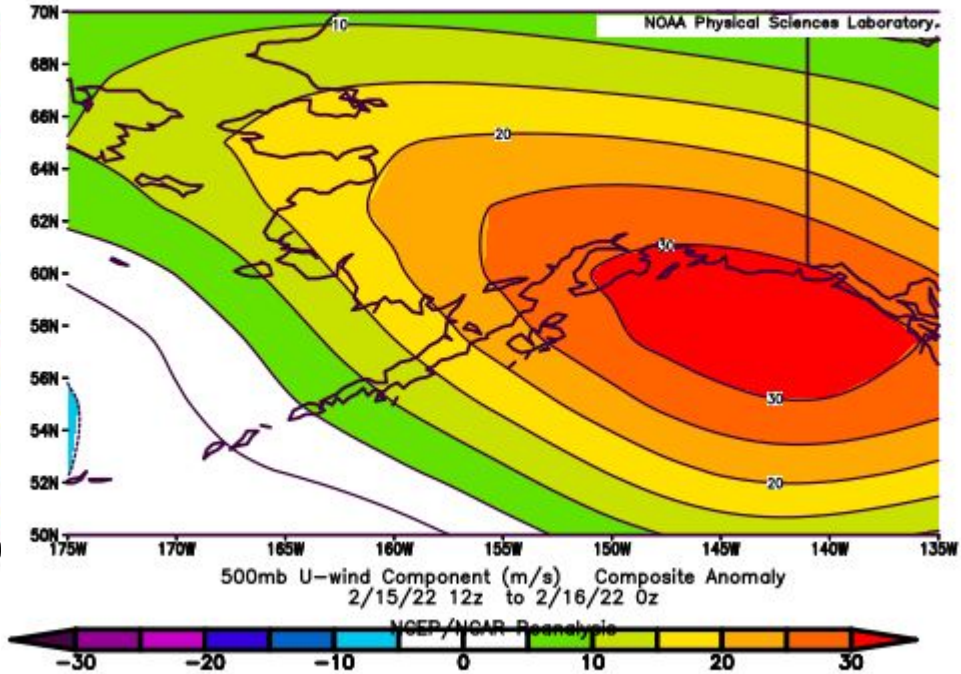 70N
10
NOAA Physical Sciences Laboratory
68N
66N
20
64N
62N
30
60N
58N
56N
30
54N
52N
20
50N
175W 170W 165W 160W 155W 150W 145W 140W 135W
500mb U-wind Component (m/s) Composite Anomaly
2/15/22 12z to 2/16/22 0z
NCEP/NCAR Reanalysis
-30 -20 -10 0 10 20 30